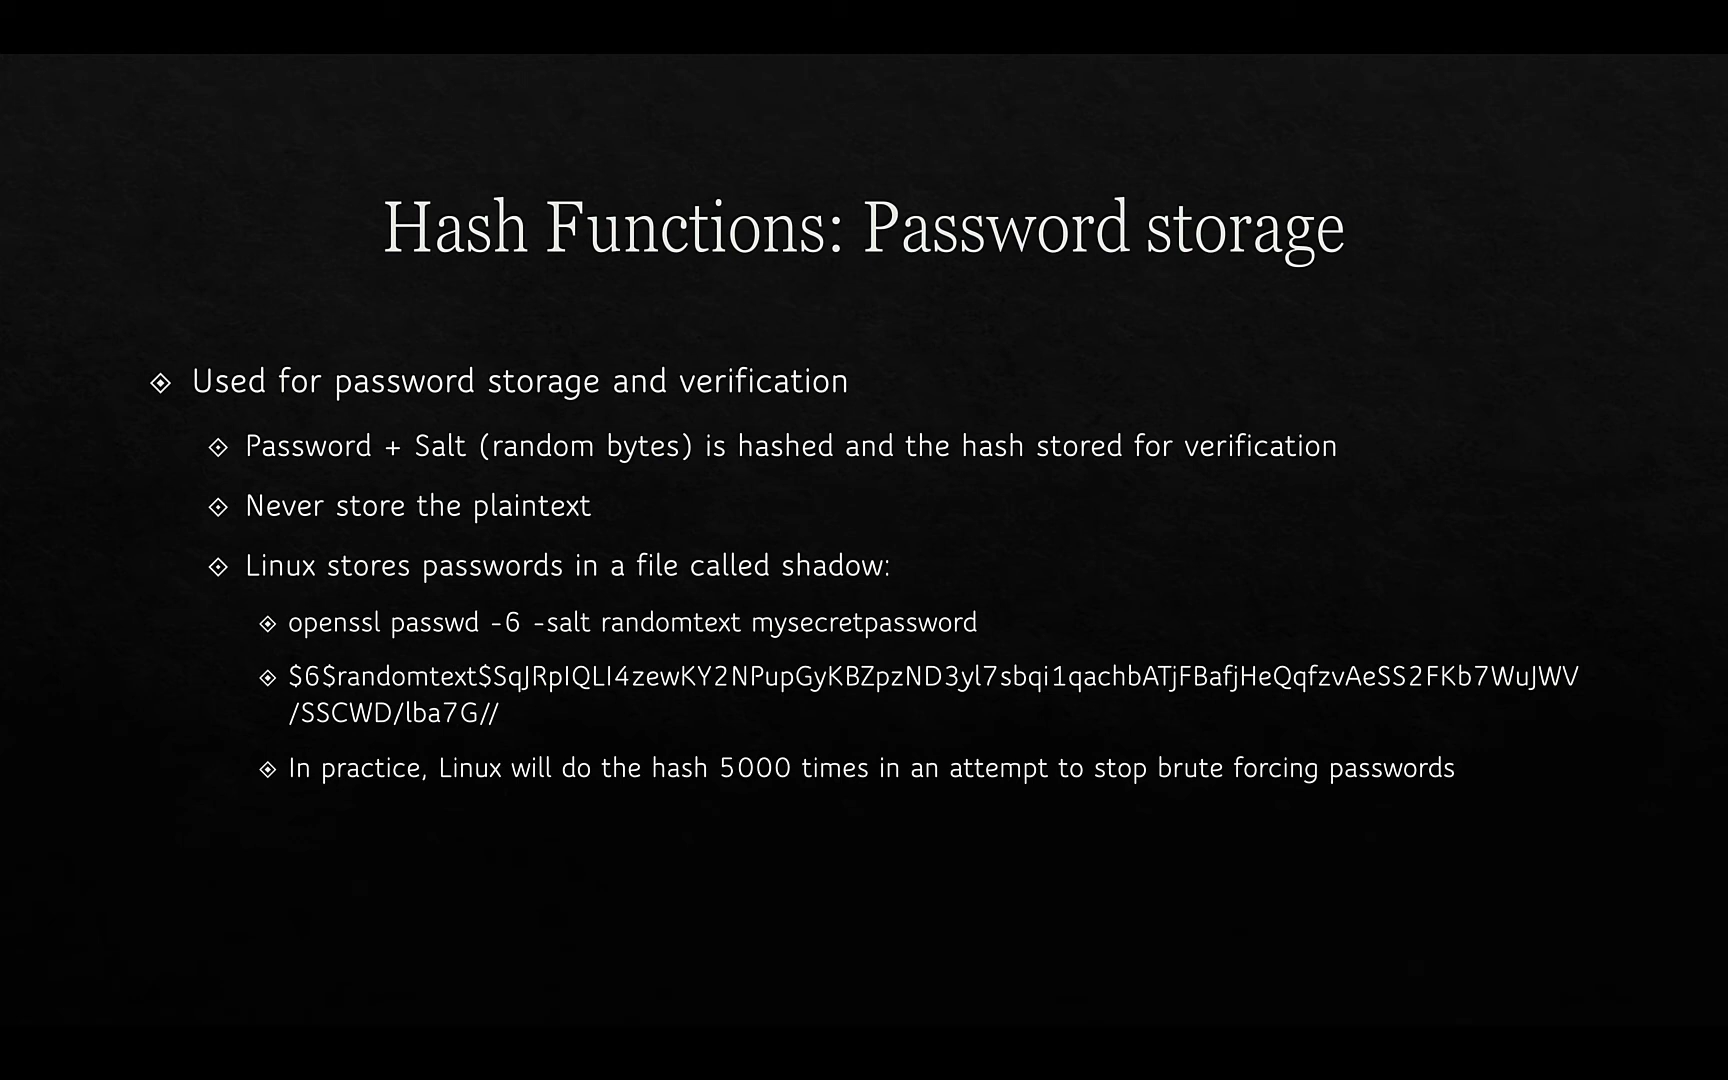 Hash Functions: Password storage
Used for password storage and verification
Password + Salt (random bytes) is hashed and the hash stored for verification
Never store the plaintext
Linux stores passwords in a file called shadow:
openssl passwd -6 -salt randomtext mysecretpassword
$6$randomtext$SqJRpIQLI4zewKY2NPupGyKBZpzND3yl7sbqi1qachbATjFBafjHeQqfzvAeSS2FKb7WuJWV
/SSCWD/lba7G//
In practice, Linux will do the hash 5000 times in an attempt to stop brute forcing passwords